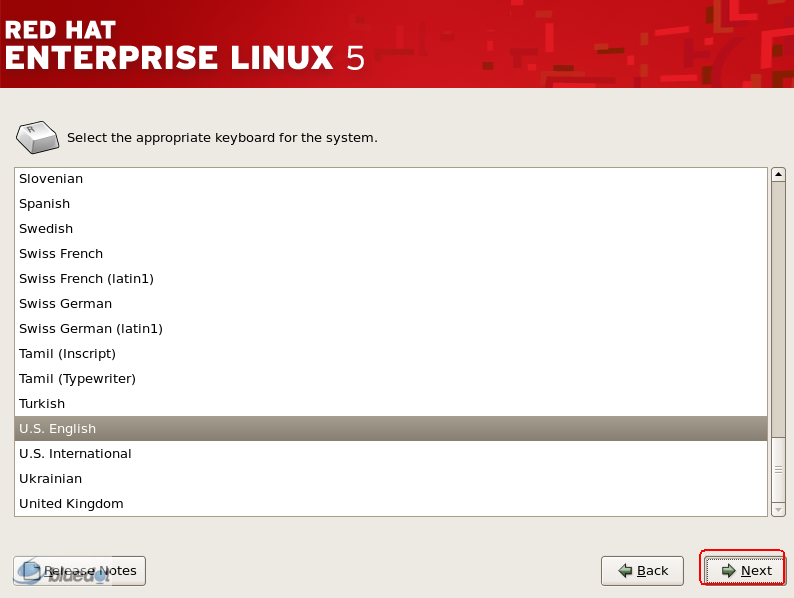 RED HAT
ENTERPRISE LINUX 5
R
Select the appropriate keyboard for the system.
Slovenian
Spanish
Swedish
Swiss French
Swiss French (latin1)
Swiss German
Swiss German (latin1)
Tamil (Inscript)
Tamil (Typewriter)
Turkish
U.S. English
U.S. International
Ukrainian
United Kingdom
Release Notes
Back
Next